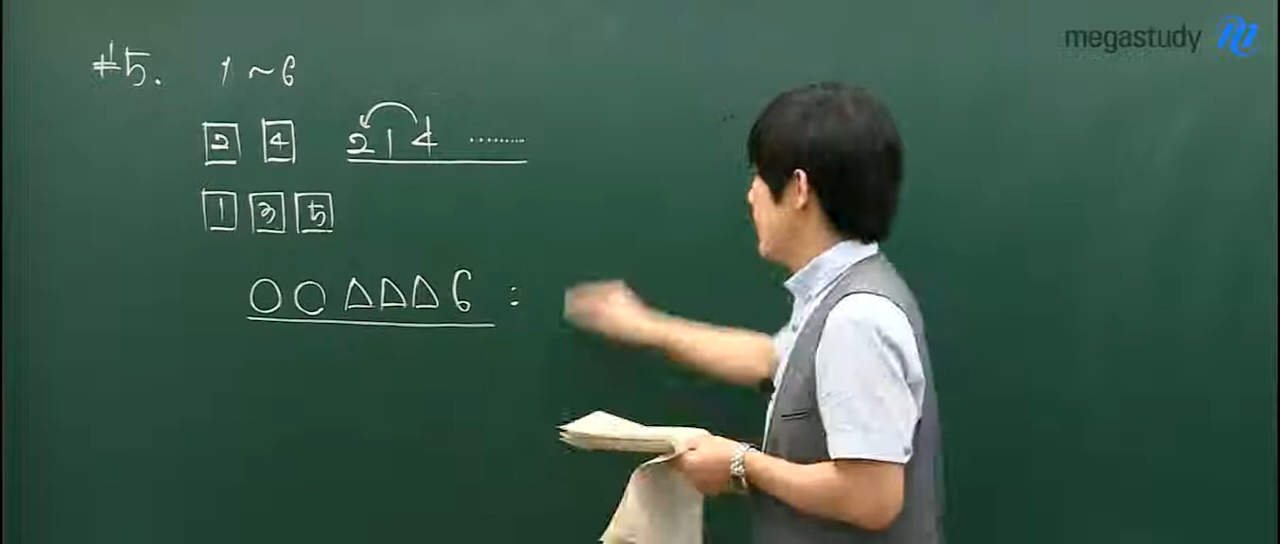 megastudy
#5. 1 ~ 6
2 4 2 1 4 ........
1 3 5
○ ○ △ △ △ 6 :